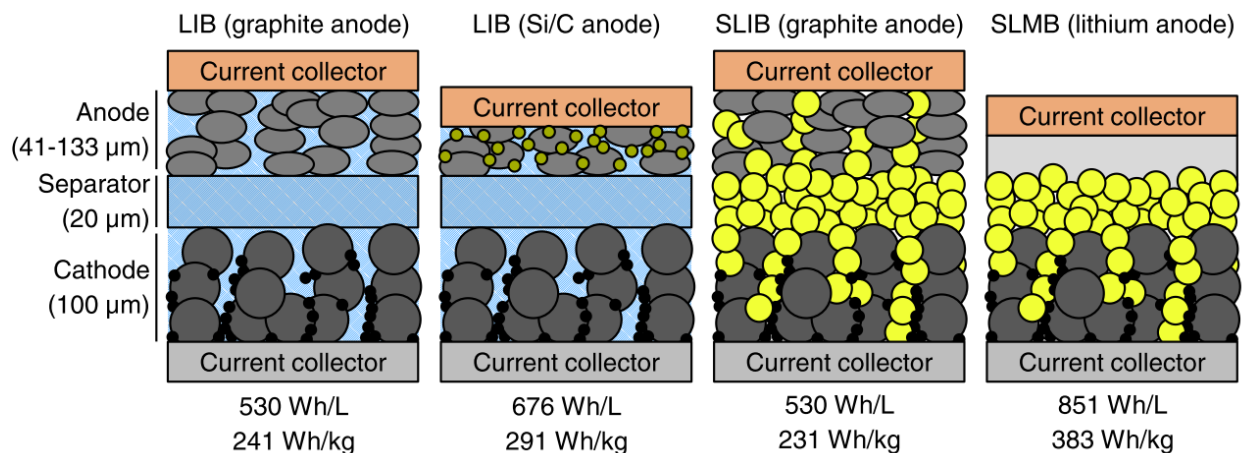 LIB (graphite anode)
LIB (Si/C anode)
SLIB (graphite anode)
SLMB (lithium anode)
Current collector
Current collector
Current collector
Current collector
Anode
(41-133 µm)
Separator
(20 µm)
Cathode
(100 µm)
Current collector
Current collector
Current collector
Current collector
530 Wh/L
676 Wh/L
530 Wh/L
851 Wh/L
241 Wh/kg
291 Wh/kg
231 Wh/kg
383 Wh/kg